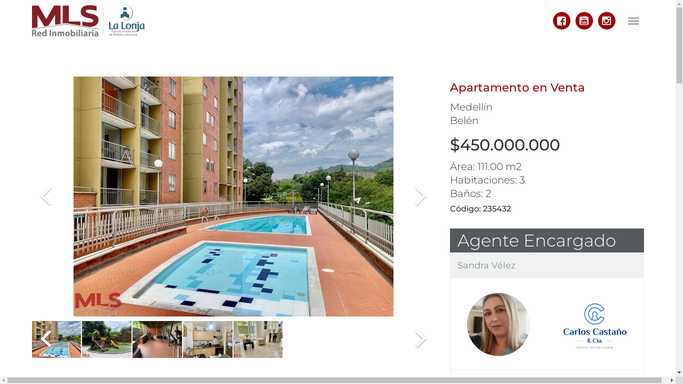 MLS
Red Inmobiliaria
La Lonja
Apartamento en Venta
Medellín
Belén
$450.000.000
Área: 111.00 m2
Habitaciones: 3
Baños: 2
Código: 235432
Agente Encargado
Sandra Vélez
MLS
Carlos Castaño
& Cía.